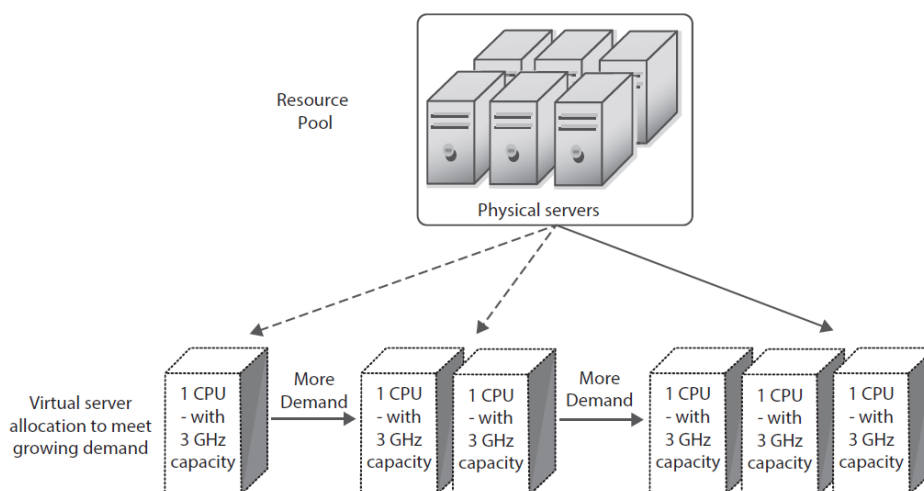 Resource
Pool
Physical servers
Virtual server
allocation to meet
growing demand
1 CPU
- with
3 GHz
capacity
More
Demand
1 CPU
- with
3 GHz
capacity
1 CPU
- with
3 GHz
capacity
More
Demand
1 CPU
- with
3 GHz
capacity
1 CPU
- with
3 GHz
capacity
1 CPU
- with
3 GHz
capacity